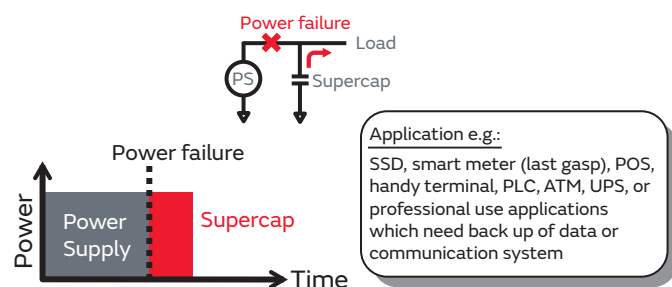 Power failure
Load
PS
Supercap
Power failure
Power
Power
Supply
Supercap
Time
Application e.g.:
SSD, smart meter (last gasp), POS,
handy terminal, PLC, ATM, UPS, or
professional use applications
which need back up of data or
communication system